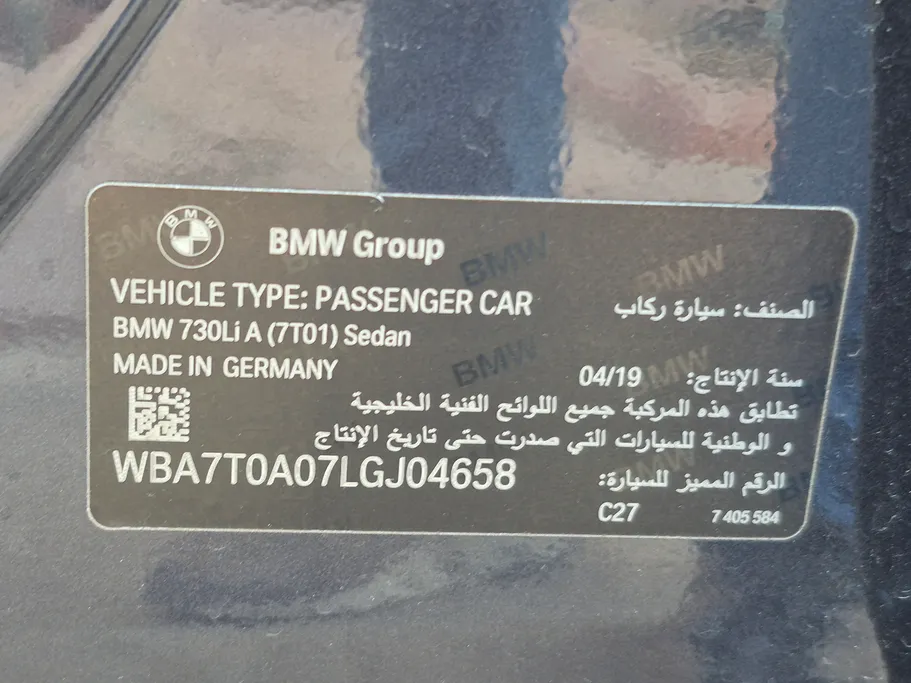 BMW
BMW Group
VEHICLE TYPE: PASSENGER CAR
الصنف: سيارة ركاب
BMW 730Li A (7T01) Sedan
MADE IN GERMANY
سنة الإنتاج: 04/19
تطابق هذه المركبة جميع اللوائح الفنية الخليجية
و الوطنية للسيارات التي صدرت حتى تاريخ الإنتاج
WBA7T0A07LGJ04658
الرقم المميز للسيارة:
C27
7 405 584